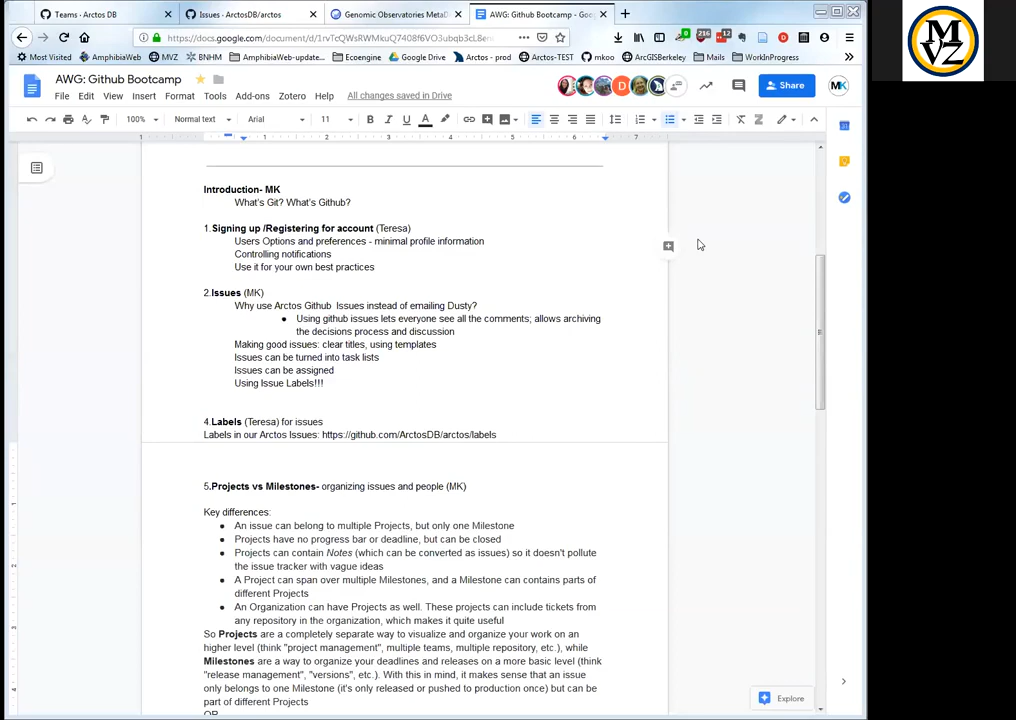 Teams · Arctos DB
Issues · ArctosDB/arctos
Genomic Observatories MetaD
AWG: Github Bootcamp - Goo
https://docs.google.com/document/d/1rvTcQWsRWMkuQ7408f6VO3ubqb3cL8er
Most Visited
AmphibiaWeb
MVZ
BNHM
AmphibiaWeb-update...
Ecoengine
Google Drive
Arctos - prod
Arctos-TEST
mkoo
ArcGISBerkeley
Mails
WorkInProgress
AWG: Github Bootcamp
File Edit View Insert Format Tools Add-ons Zotero Help All changes saved in Drive
Share
MK
100% Normal text Arial 11
Introduction- MK
What's Git? What's Github?
1.Signing up /Registering for account (Teresa)
Users Options and preferences - minimal profile information
Controlling notifications
Use it for your own best practices
2.Issues (MK)
Why use Arctos Github Issues instead of emailing Dusty?
● Using github issues lets everyone see all the comments; allows archiving
the decisions process and discussion
Making good issues: clear titles, using templates
Issues can be turned into task lists
Issues can be assigned
Using Issue Labels!!!
4.Labels (Teresa) for issues
Labels in our Arctos Issues: https://github.com/ArctosDB/arctos/labels
5.Projects vs Milestones- organizing issues and people (MK)
Key differences:
● An issue can belong to multiple Projects, but only one Milestone
● Projects have no progress bar or deadline, but can be closed
● Projects can contain Notes (which can be converted as issues) so it doesn't pollute
the issue tracker with vague ideas
● A Project can span over multiple Milestones, and a Milestone can contains parts of
different Projects
● An Organization can have Projects as well. These projects can include tickets from
any repository in the organization, which makes it quite useful
So Projects are a completely separate way to visualize and organize your work on an
higher level (think "project management", multiple teams, multiple repository, etc.), while
Milestones are a way to organize your deadlines and releases on a more basic level (think
"release management", "versions", etc.). With this in mind, it makes sense that an issue
only belongs to one Milestone (it's only released or pushed to production once) but can be
part of different Projects
OR
Explore
MVZ